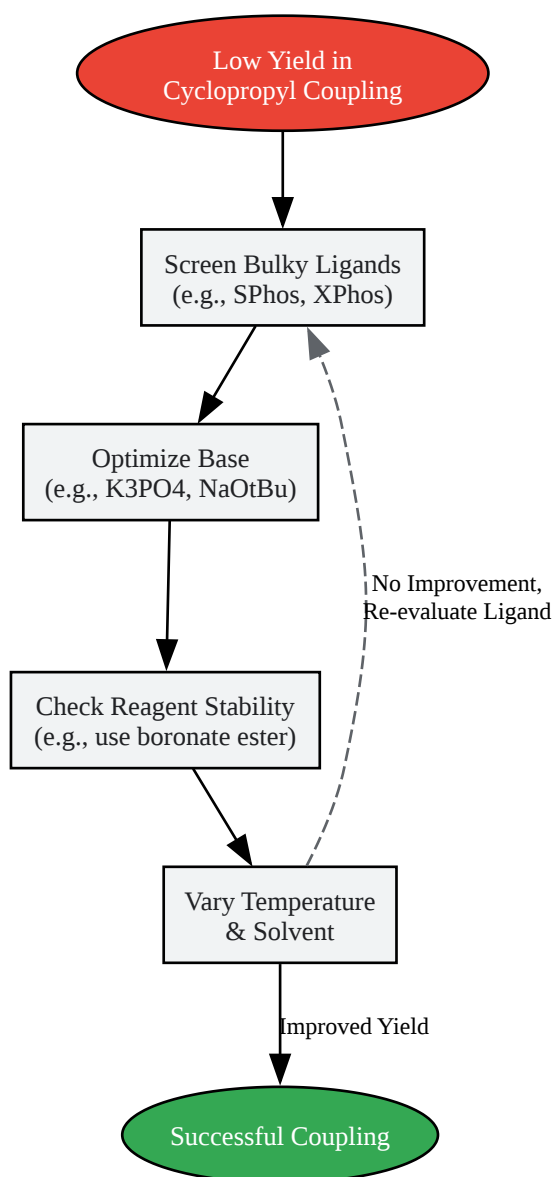 Low Yield in
Cyclopropyl Coupling
Screen Bulky Ligands
(e.g., SPhos, XPhos)
Optimize Base
(e.g., K3PO4, NaOtBu)
No Improvement,
Re-evaluate Ligand
Check Reagent Stability
(e.g., use boronate ester)
Vary Temperature
& Solvent
Improved Yield
Successful Coupling